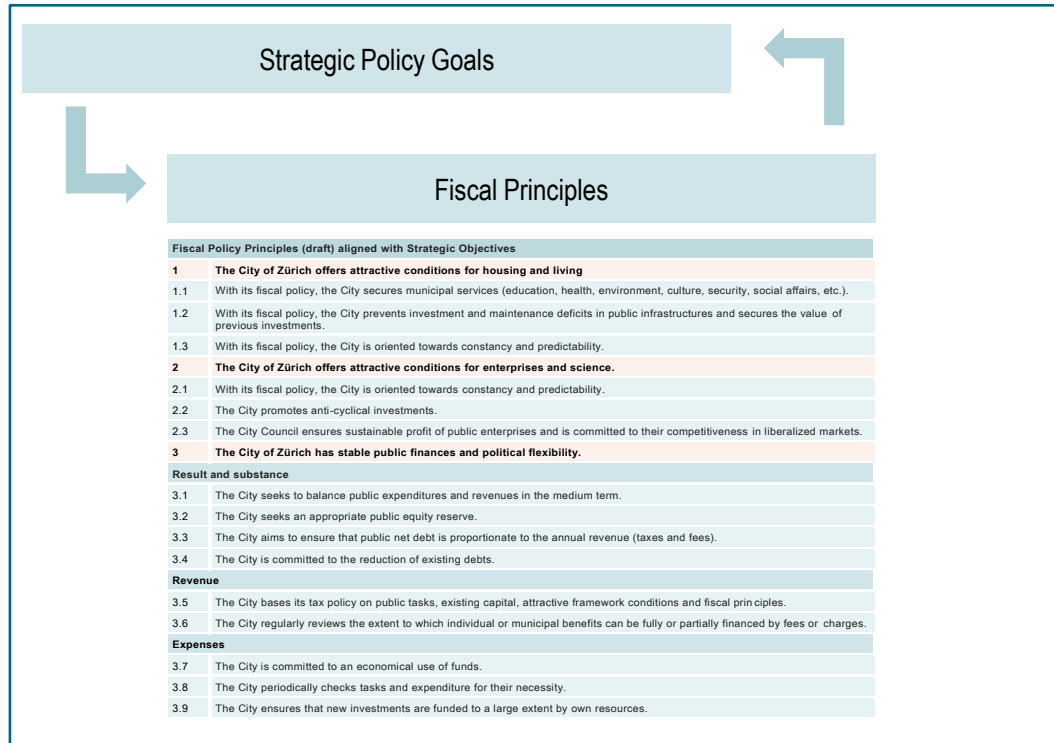 Strategic Policy Goals
Fiscal Principles
Fiscal Policy Principles (draft) aligned with Strategic Objectives
1 The City of Zürich offers attractive conditions for housing and living
1.1 With its fiscal policy, the City secures municipal services (education, health, environment, culture, security, social affairs, etc.).
1.2 With its fiscal policy, the City prevents investment and maintenance deficits in public infrastructures and secures the value of
previous investments.
1.3 With its fiscal policy, the City is oriented towards constancy and predictability.
2 The City of Zürich offers attractive conditions for enterprises and science.
2.1 With its fiscal policy, the City is oriented towards constancy and predictability.
2.2 The City promotes anti-cyclical investments.
2.3 The City Council ensures sustainable profit of public enterprises and is committed to their competitiveness in liberalized markets.
3 The City of Zürich has stable public finances and political flexibility.
Result and substance
3.1 The City seeks to balance public expenditures and revenues in the medium term.
3.2 The City seeks an appropriate public equity reserve.
3.3 The City aims to ensure that public net debt is proportionate to the annual revenue (taxes and fees).
3.4 The City is committed to the reduction of existing debts.
Revenue
3.5 The City bases its tax policy on public tasks, existing capital, attractive framework conditions and fiscal principles.
3.6 The City regularly reviews the extent to which individual or municipal benefits can be fully or partially financed by fees or charges.
Expenses
3.7 The City is committed to an economical use of funds.
3.8 The City periodically checks tasks and expenditure for their necessity.
3.9 The City ensures that new investments are funded to a large extent by own resources.